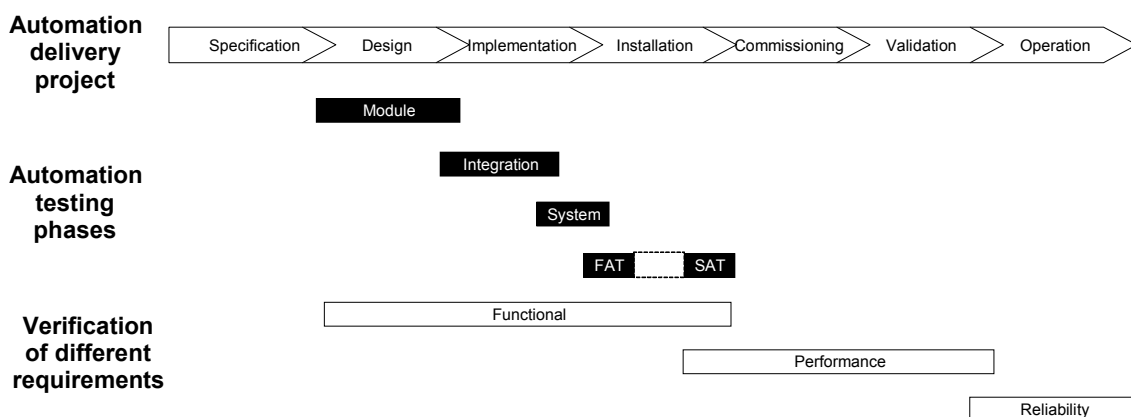 Automation
delivery
project
Specification
Design
Implementation
Installation
Commissioning
Validation
Operation
Module
Automation
testing
phases
Integration
System
FAT
SAT
Verification
of different
requirements
Functional
Performance
Reliability